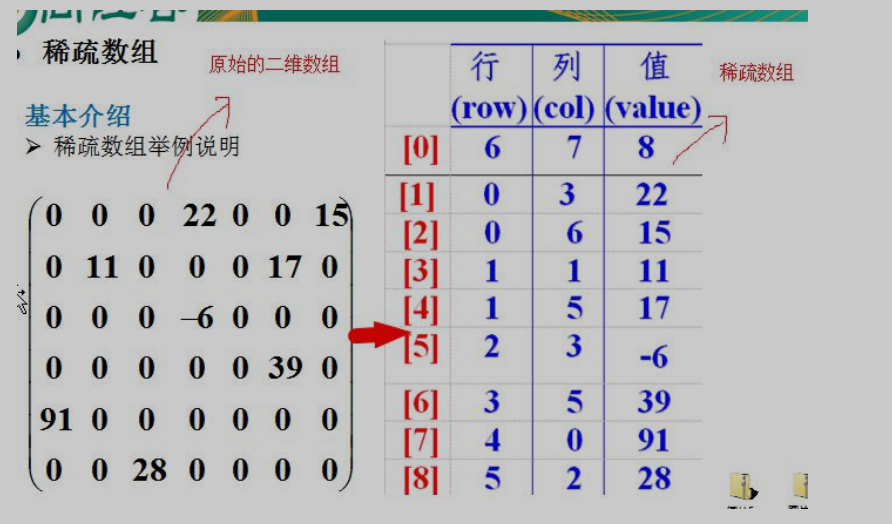 稀疏数组
原始的二维数组
基本介绍
➢ 稀疏数组举例说明
0 0 0 22 0 0 15
0 11 0 0 0 17 0
0 0 0 –6 0 0 0
0 0 0 0 0 39 0
91 0 0 0 0 0 0
0 0 28 0 0 0 0
行 列 值
(row) (col) (value)
稀疏数组
[0] 6 7 8
[1] 0 3 22
[2] 0 6 15
[3] 1 1 11
[4] 1 5 17
[5] 2 3 -6
[6] 3 5 39
[7] 4 0 91
[8] 5 2 28